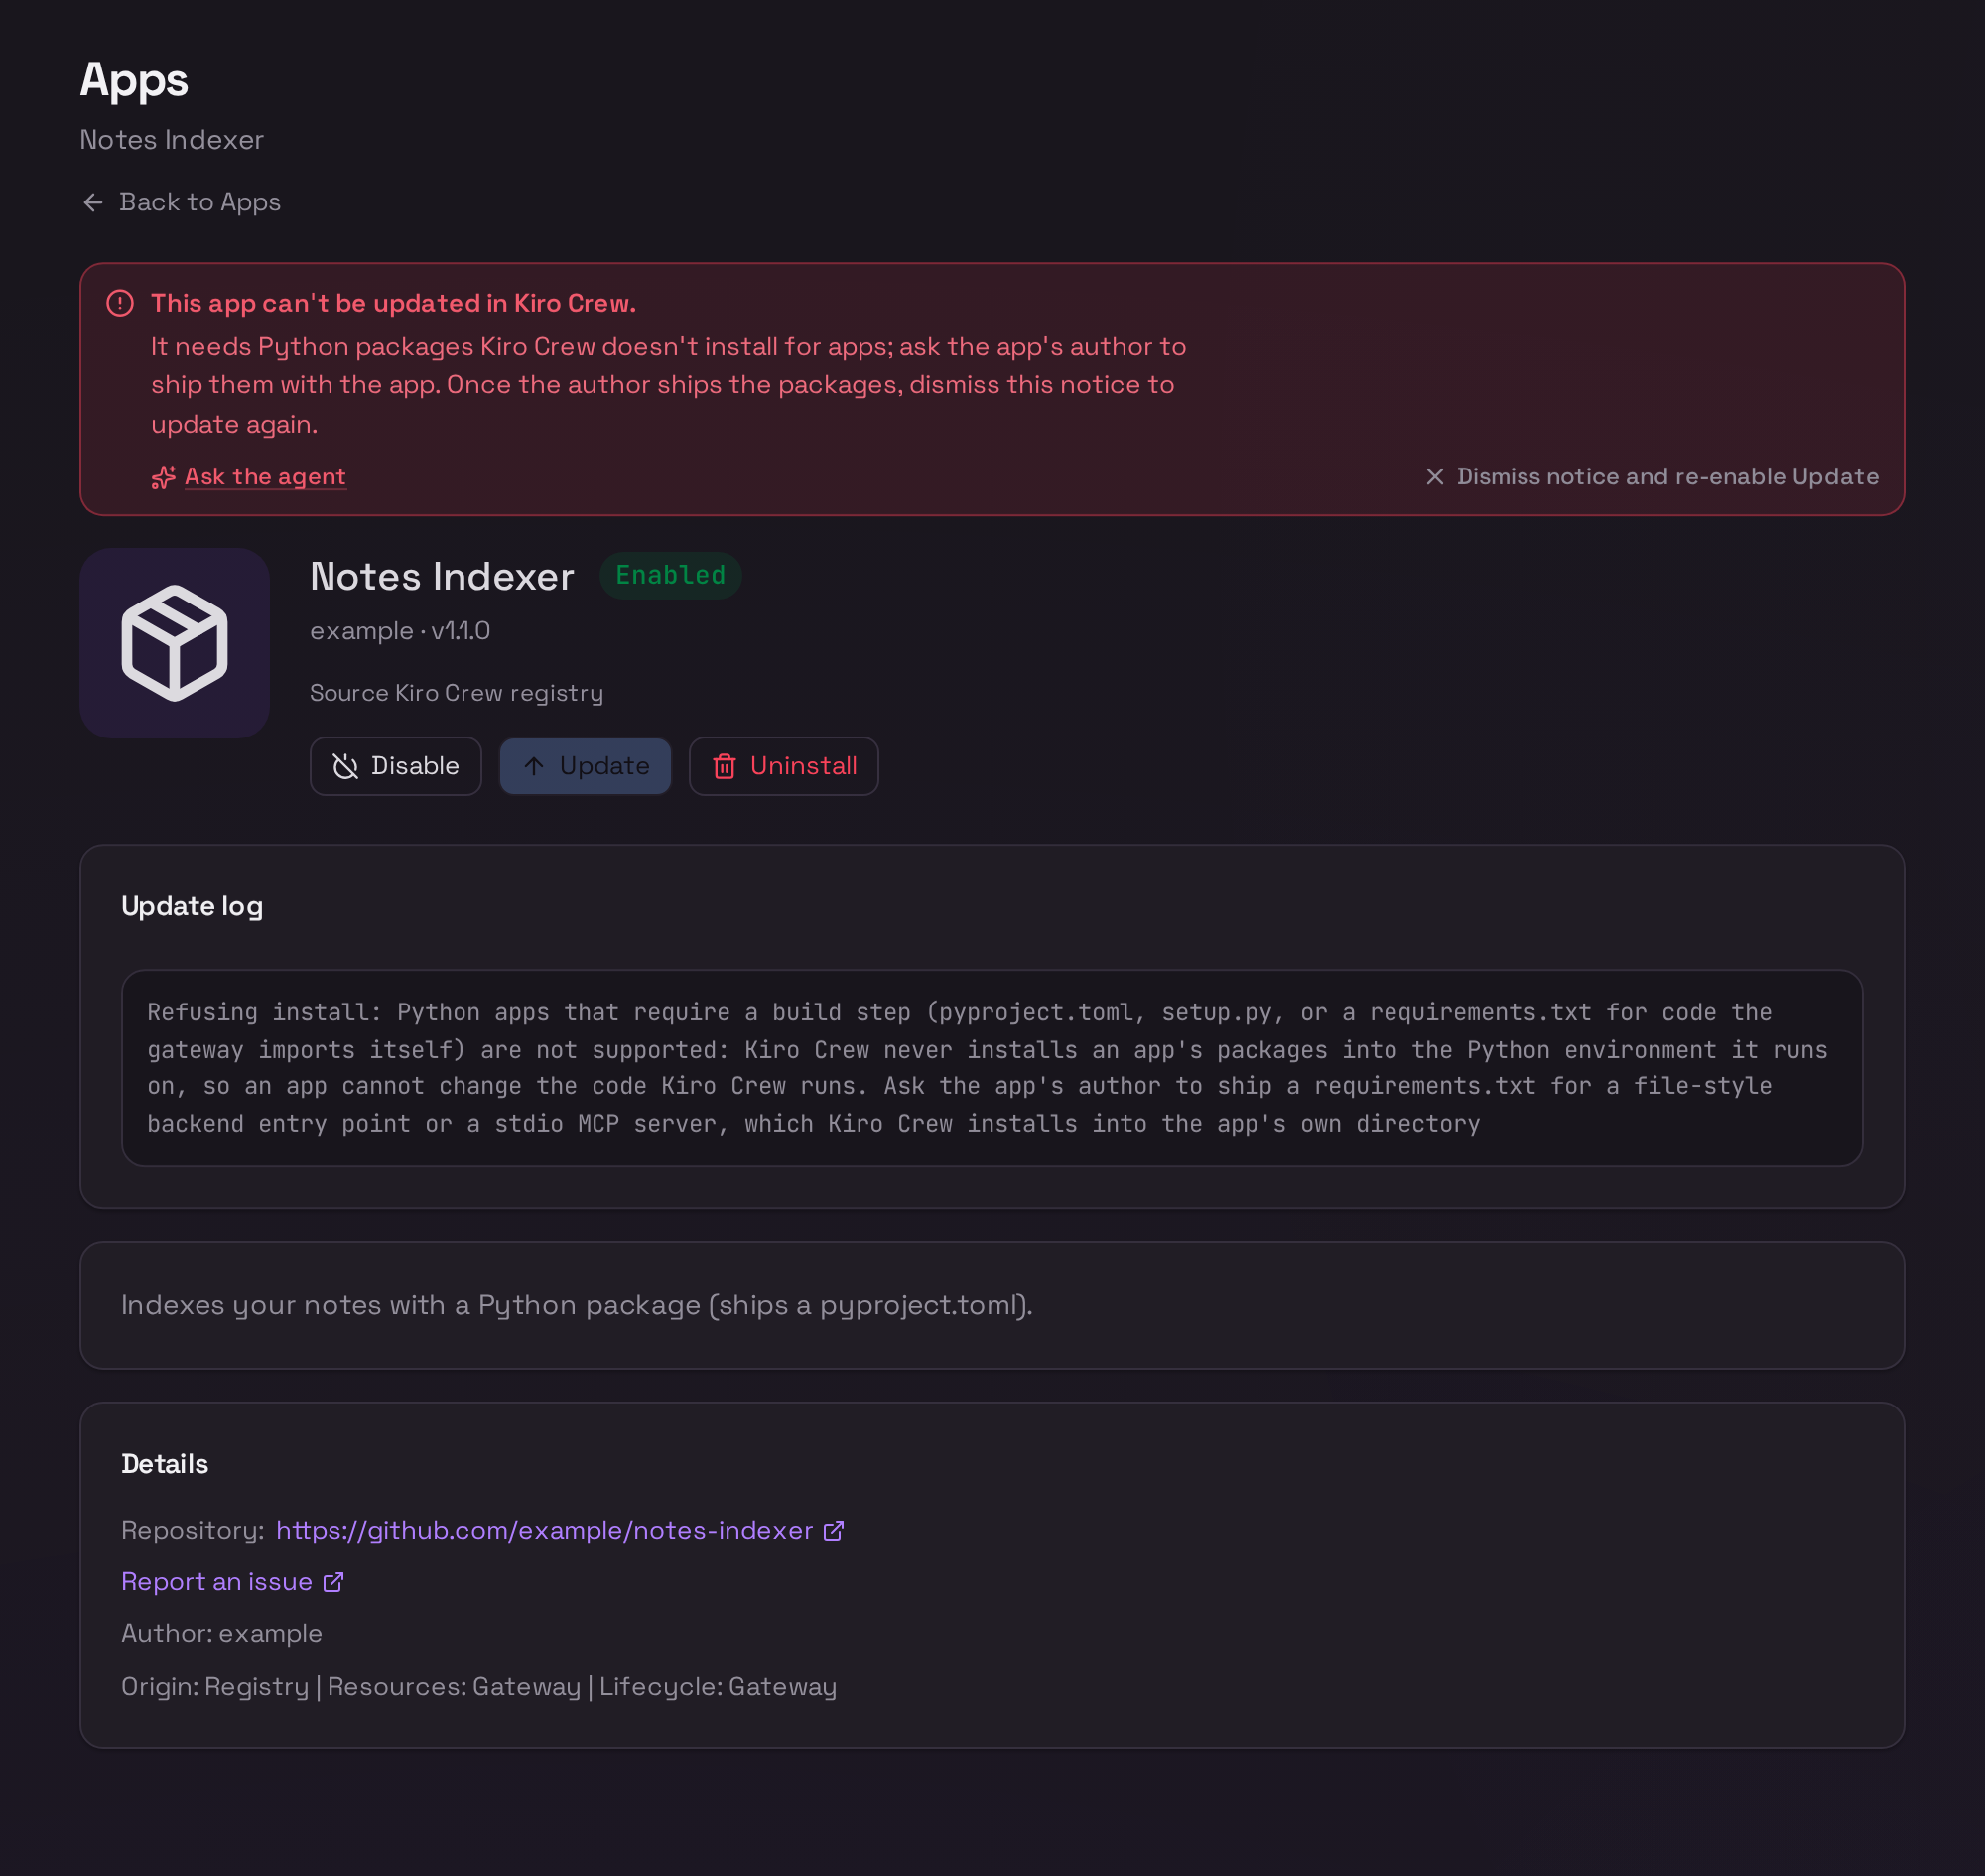 Apps
Notes Indexer
Back to Apps
This app can't be updated in Kiro Crew.
It needs Python packages Kiro Crew doesn't install for apps; ask the app's author to
ship them with the app. Once the author ships the packages, dismiss this notice to
update again.
Ask the agent
Dismiss notice and re-enable Update
Notes Indexer
Enabled
example · v1.1.0
Source Kiro Crew registry
Disable
Update
Uninstall
Update log
Refusing install: Python apps that require a build step (pyproject.toml, setup.py, or a requirements.txt for code the
gateway imports itself) are not supported: Kiro Crew never installs an app's packages into the Python environment it runs
on, so an app cannot change the code Kiro Crew runs. Ask the app's author to ship a requirements.txt for a file-style
backend entry point or a stdio MCP server, which Kiro Crew installs into the app's own directory
Indexes your notes with a Python package (ships a pyproject.toml).
Details
Repository: https://github.com/example/notes-indexer
Report an issue
Author: example
Origin: Registry | Resources: Gateway | Lifecycle: Gateway